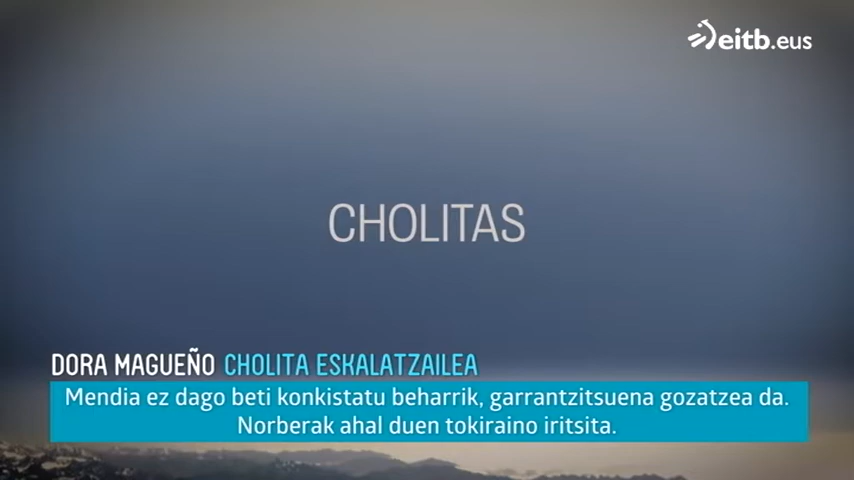 eitb.eus
CHOLITAS
DORA MAGUEÑO CHOLITA ESKALATZAILEA
Mendia ez dago beti konkistatu beharrik, garrantzitsuena gozatzea da.
Norberak ahal duen tokiraino iritsita.